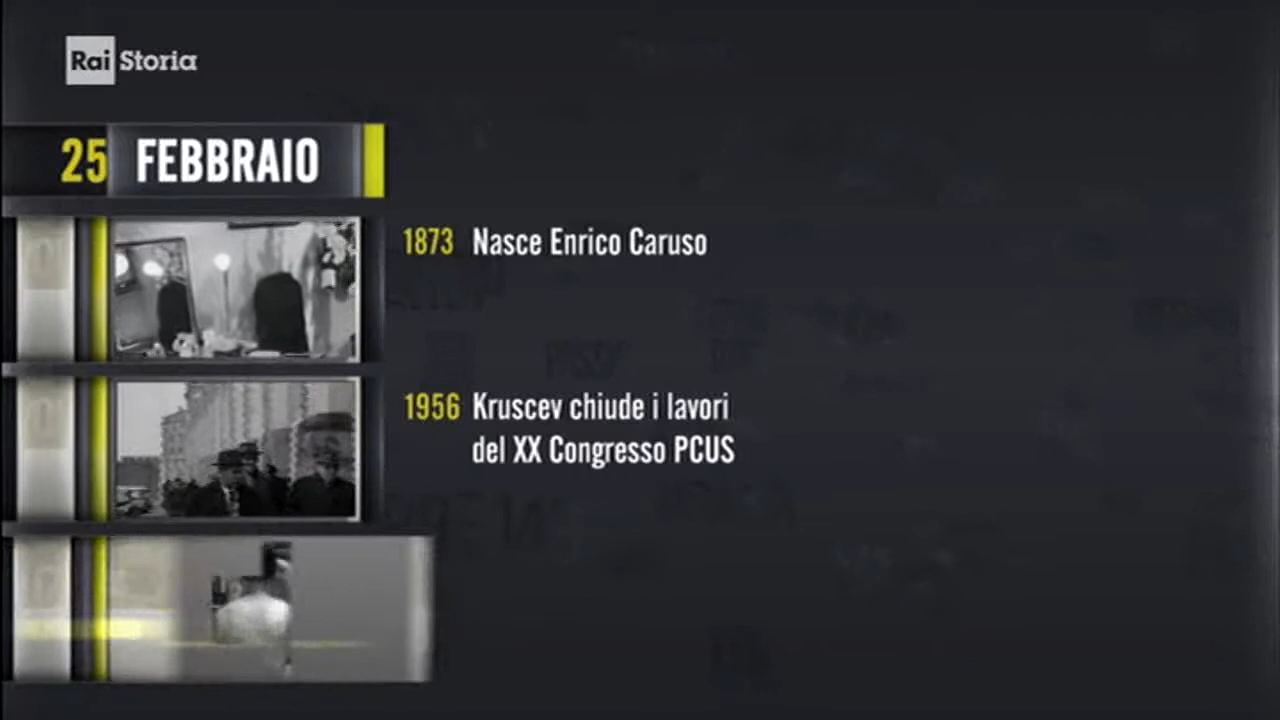 Rai Storia
25 FEBBRAIO
1873 Nasce Enrico Caruso
1956 Kruscev chiude i lavori
del XX Congresso PCUS